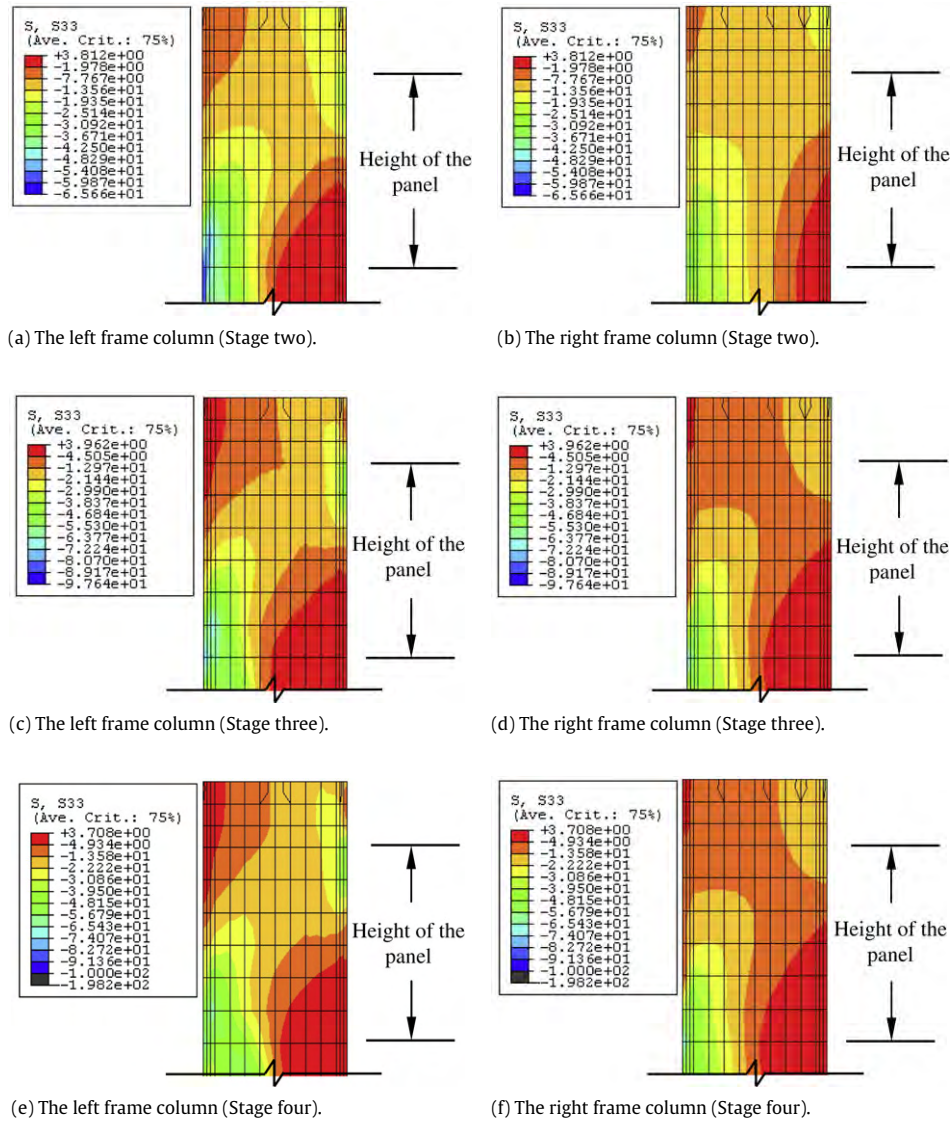 S, S33
(Ave. Crit.: 75%)
+3.812e+00
-1.978e+00
-7.767e+00
-1.356e+01
-1.935e+01
-2.514e+01
-3.092e+01
-3.671e+01
-4.250e+01
-4.829e+01
-5.408e+01
-5.987e+01
-6.566e+01
Height of the
panel
S, S33
(Ave. Crit.: 75%)
+3.812e+00
-1.978e+00
-7.767e+00
-1.356e+01
-1.935e+01
-2.514e+01
-3.092e+01
-3.671e+01
-4.250e+01
-4.829e+01
-5.408e+01
-5.987e+01
-6.566e+01
Height of the
panel
(a) The left frame column (Stage two).
(b) The right frame column (Stage two).
S, S33
(Ave. Crit.: 75%)
+3.962e+00
-4.505e+00
-1.297e+01
-2.144e+01
-2.990e+01
-3.837e+01
-4.684e+01
-5.530e+01
-6.377e+01
-7.224e+01
-8.070e+01
-8.917e+01
-9.764e+01
Height of the
panel
S, S33
(Ave. Crit.: 75%)
+3.962e+00
-4.505e+00
-1.297e+01
-2.144e+01
-2.990e+01
-3.837e+01
-4.684e+01
-5.530e+01
-6.377e+01
-7.224e+01
-8.070e+01
-8.917e+01
-9.764e+01
Height of the
panel
(c) The left frame column (Stage three).
(d) The right frame column (Stage three).
S, S33
(Ave. Crit.: 75%)
+3.708e+00
-4.934e+00
-1.358e+01
-2.222e+01
-3.086e+01
-3.950e+01
-4.815e+01
-5.679e+01
-6.543e+01
-7.407e+01
-8.272e+01
-9.136e+01
-1.000e+02
-1.982e+02
Height of the
panel
S, S33
(Ave. Crit.: 75%)
+3.708e+00
-4.934e+00
-1.358e+01
-2.222e+01
-3.086e+01
-3.950e+01
-4.815e+01
-5.679e+01
-6.543e+01
-7.407e+01
-8.272e+01
-9.136e+01
-1.000e+02
-1.982e+02
Height of the
panel
(e) The left frame column (Stage four).
(f) The right frame column (Stage four).